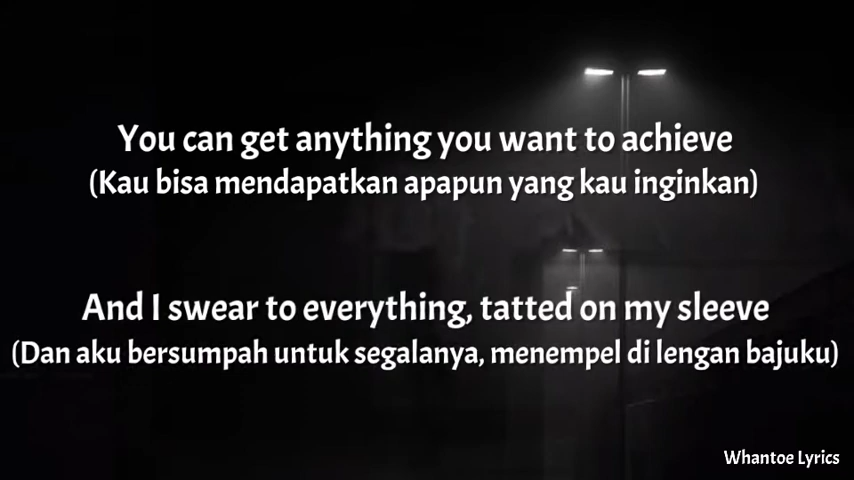 You can get anything you want to achieve
(Kau bisa mendapatkan apapun yang kau inginkan)
And I swear to everything, tatted on my sleeve
(Dan aku bersumpah untuk segalanya, menempel di lengan bajuku)
Whantoe Lyrics